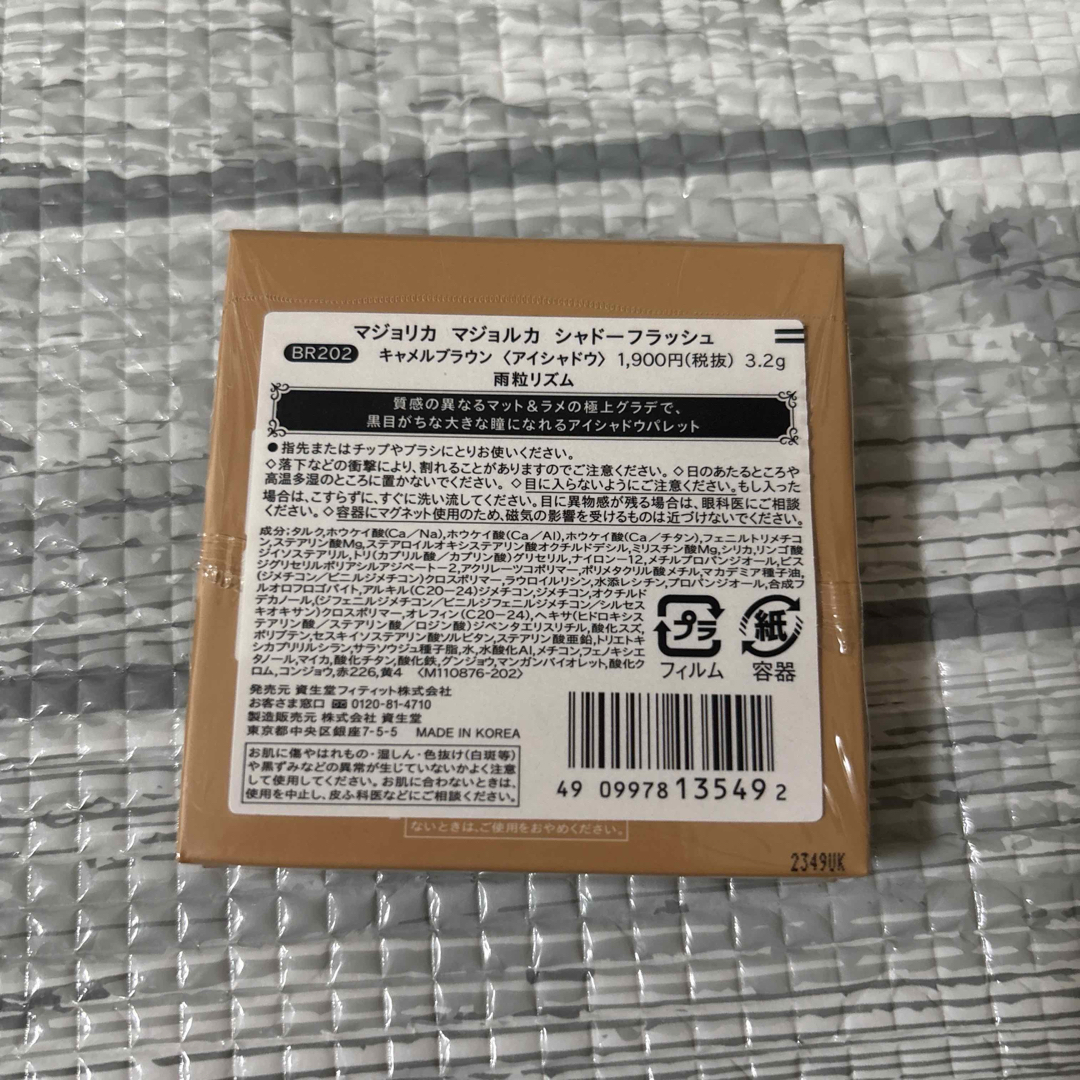 マジョリカ マジョルカ シャドーフラッシュ
BR202 キャメルブラウン 〈アイシャドウ〉 1,900円(税抜) 3.2g
雨粒リズム
質感の異なるマット&ラメの極上グラデで、
黒目がちな大きな瞳になれるアイシャドウパレット
●指先またはチップやブラシにとりお使いください。
◇落下などの衝撃により、割れることがありますのでご注意ください。◇日のあたるところや
高温多湿のところに置かないでください。◇目に入らないようにご注意ください。もし入った
場合は、こすらずに、すぐに洗い流してください。目に異物感が残る場合は、眼科医にご相談
ください。◇容器にマグネット使用のため、磁気の影響を受けるものは近づけないでください。
成分:タルク,ホウケイ酸(Ca/Na),ホウケイ酸(Ca/Al),ホウケイ酸(Ca/チタン),フェニルトリメチコ
ン,ステアリン酸Mg,ステアロイルオキシステアリン酸オクチルドデシル,ミリスチン酸Mg,シリカ,リンゴ酸
ジイソステアリル,トリ(カプリル酸/カプリン酸)グリセリル,ナイロン-12,メチルプロパンジオール,ビスジ
グリセリルポリアシルアジペート-2,アクリレーツコポリマー,ポリメタクリル酸メチル,マカデミア種子油,
(ジメチコン/ビニルジメチコン)クロスポリマー,ラウロイルリシン,水添レシチン,プロパンジオール,合成フ
ルオロフロゴパイト,アルキル(C20-24)ジメチコン,ジメチコン,オクチルド
デカノール,(ジフェニルジメチコン/ビニルジフェニルジメチコン/シルセス
キオキサン)クロスポリマー,オレフィン(C20-24),ヘキサ(ヒドロキシス
テアリン酸/ステアリン酸/ロジン酸)ジペンタエリスリチル,酸化スズ,
ポリブテン,セスキイソステアリン酸ソルビタン,ステアリン酸亜鉛,トリエトキ
シカプリリルシラン,サラソウジュ種子脂,水,水酸化Al,メチコン,フェノキシエ
タノール,マイカ,酸化チタン,酸化鉄,グンジョウ,マンガンバイオレット,酸化ク
ロム,コンジョウ,赤226,黄4 〈M110876-202〉
プラ
フィルム
紙
容器
発売元 資生堂フィティット株式会社
お客さま窓口 0120-81-4710
製造販売元 株式会社 資生堂
東京都中央区銀座7-5-5 MADE IN KOREA
お肌に傷やはれもの・湿しん・色抜け(白斑等)
や黒ずみなどの異常が生じていないかよく注意
して使用してください。お肌に合わないときは、
使用を中止し、皮ふ科医などにご相談ください。
49 09978 13549 2
ないときは、ご使用をおやめください。
2349UK